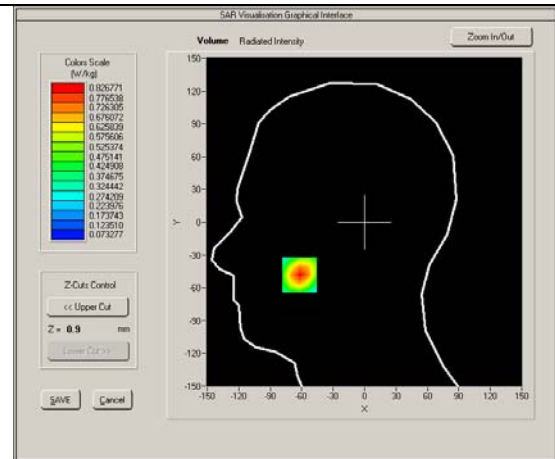 SAR Visualisation Graphical Interface
Volume Radiated Intensity
Zoom In/Out
Colors Scale
(W/kg)
0.826771
0.776538
0.726305
0.676072
0.625839
0.575606
0.525374
0.475141
0.424908
0.374675
0.324442
0.274209
0.223976
0.173743
0.123510
0.073277
Z-Cuts Control
<< Upper Cut
Z = 0.9 mm
Lower Cut >>
SAVE Cancel
150
120
90
60
30
Y 0
-30
-60
-90
-120
-150
-150 -120 -90 -60 -30 0 30 60 90 120 150
X